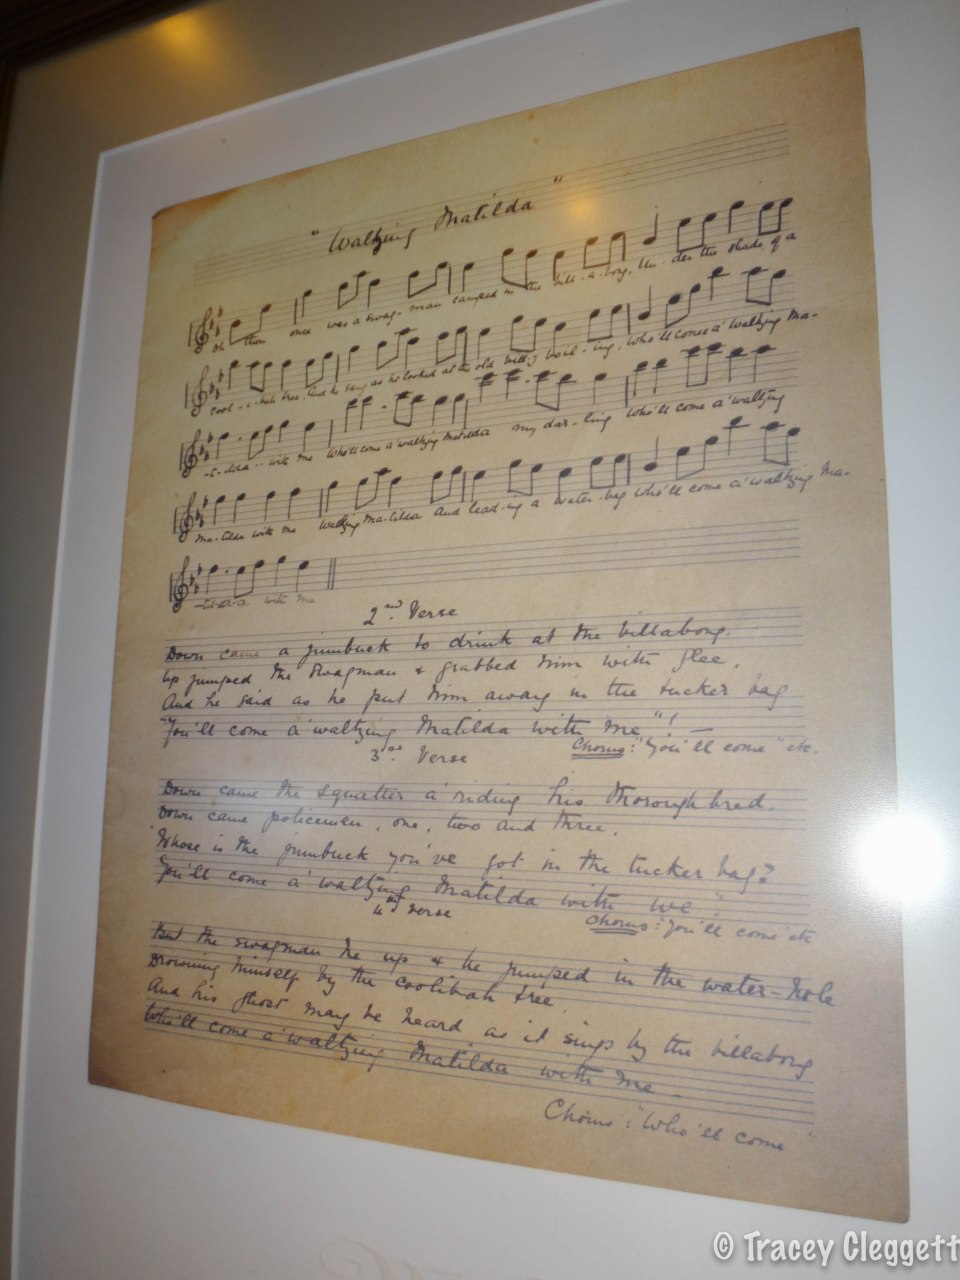 "Waltzing Matilda"
Oh there once was a swag-man camped in the bill-a-bong, Un-der the shade of a
Cool-i-bah tree, And he sang as he looked at the old billy boil-ing, Who'll come a' waltzing Ma-
-til-da with me Who'll come a' waltzing Matilda my dar-ling Who'll come a' waltzing
Ma-tilda with me Waltzing Ma-tilda And lead-ing a water-bag Who'll come a' waltzing Ma-
-til-da with me
2nd. Verse
Down came a jumbuck to drink at the billabong.
Up jumped the swagman & grabbed him with glee,
And he said as he put him away in the tucker bag
"You'll come a' waltzing Matilda with me"!
Chorus: "You'll come" etc.
3rd. Verse
Down came the squatter a' riding his thoroughbred.
Down came policemen, one, two and three.
"Whose is the jumbuck you've got in the tucker bag?
You'll come a' waltzing Matilda with we."
Chorus: "You'll come" etc
4th verse
But the swagman he up & he jumped in the water-hole
Drowning himself by the coolibah tree
And his ghost may be heard as it sings by the billabong
Who'll come a' waltzing Matilda with me
Chorus: "Who'll come"
© Tracey Cleggett